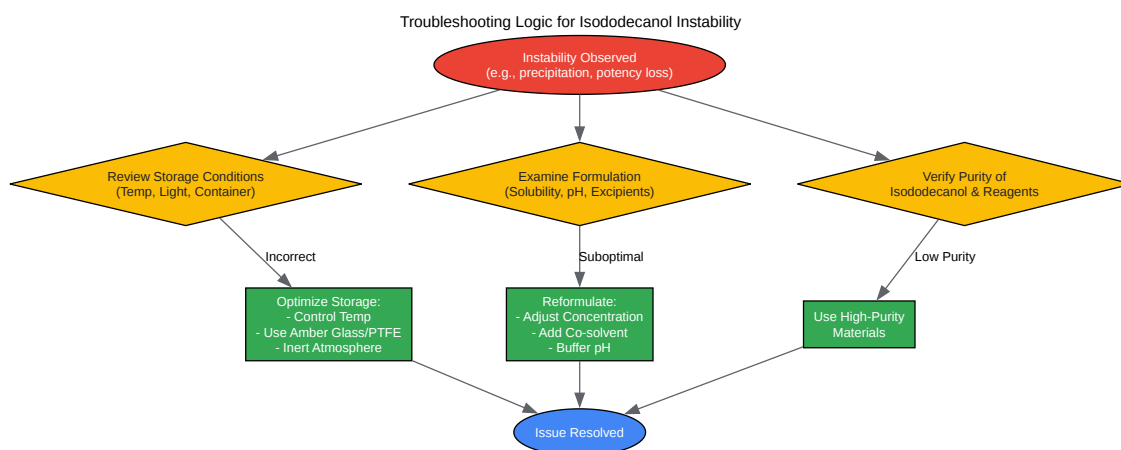 Troubleshooting Logic for Isododecanol Instability
Instability Observed
(e.g., precipitation, potency loss)
Review Storage Conditions
(Temp, Light, Container)
Examine Formulation
(Solubility, pH, Excipients)
Verify Purity of
Isododecanol & Reagents
Incorrect
Suboptimal
Low Purity
Optimize Storage:
- Control Temp
- Use Amber Glass/PTFE
- Inert Atmosphere
Reformulate:
- Adjust Concentration
- Add Co-solvent
- Buffer pH
Use High-Purity
Materials
Issue Resolved